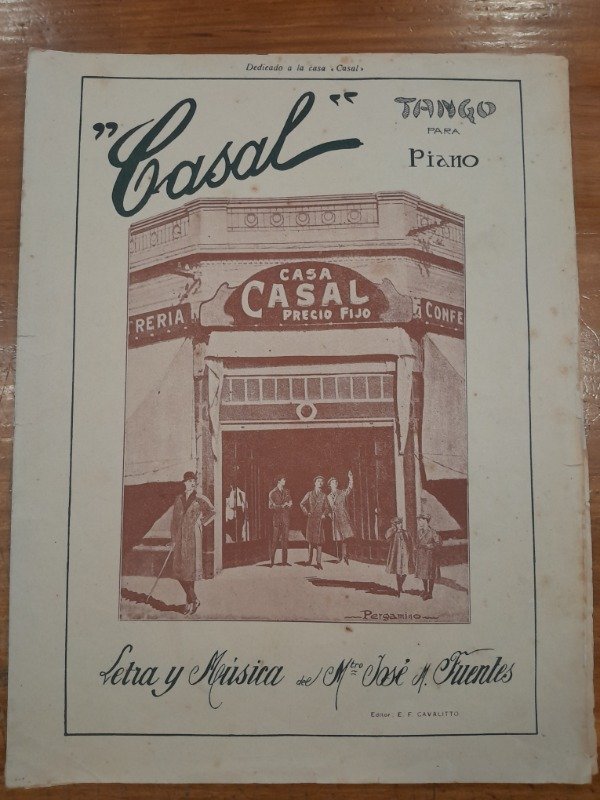 Dedicado a la casa «Casal»
"Casal"
TANGO
PARA
Piano
CASA
CASAL
PRECIO FIJO
TRERIA
CONFE
Pergamino
Letra y Música del Mtro José M. Fuentes
Editor: E. F. CAVALITTO